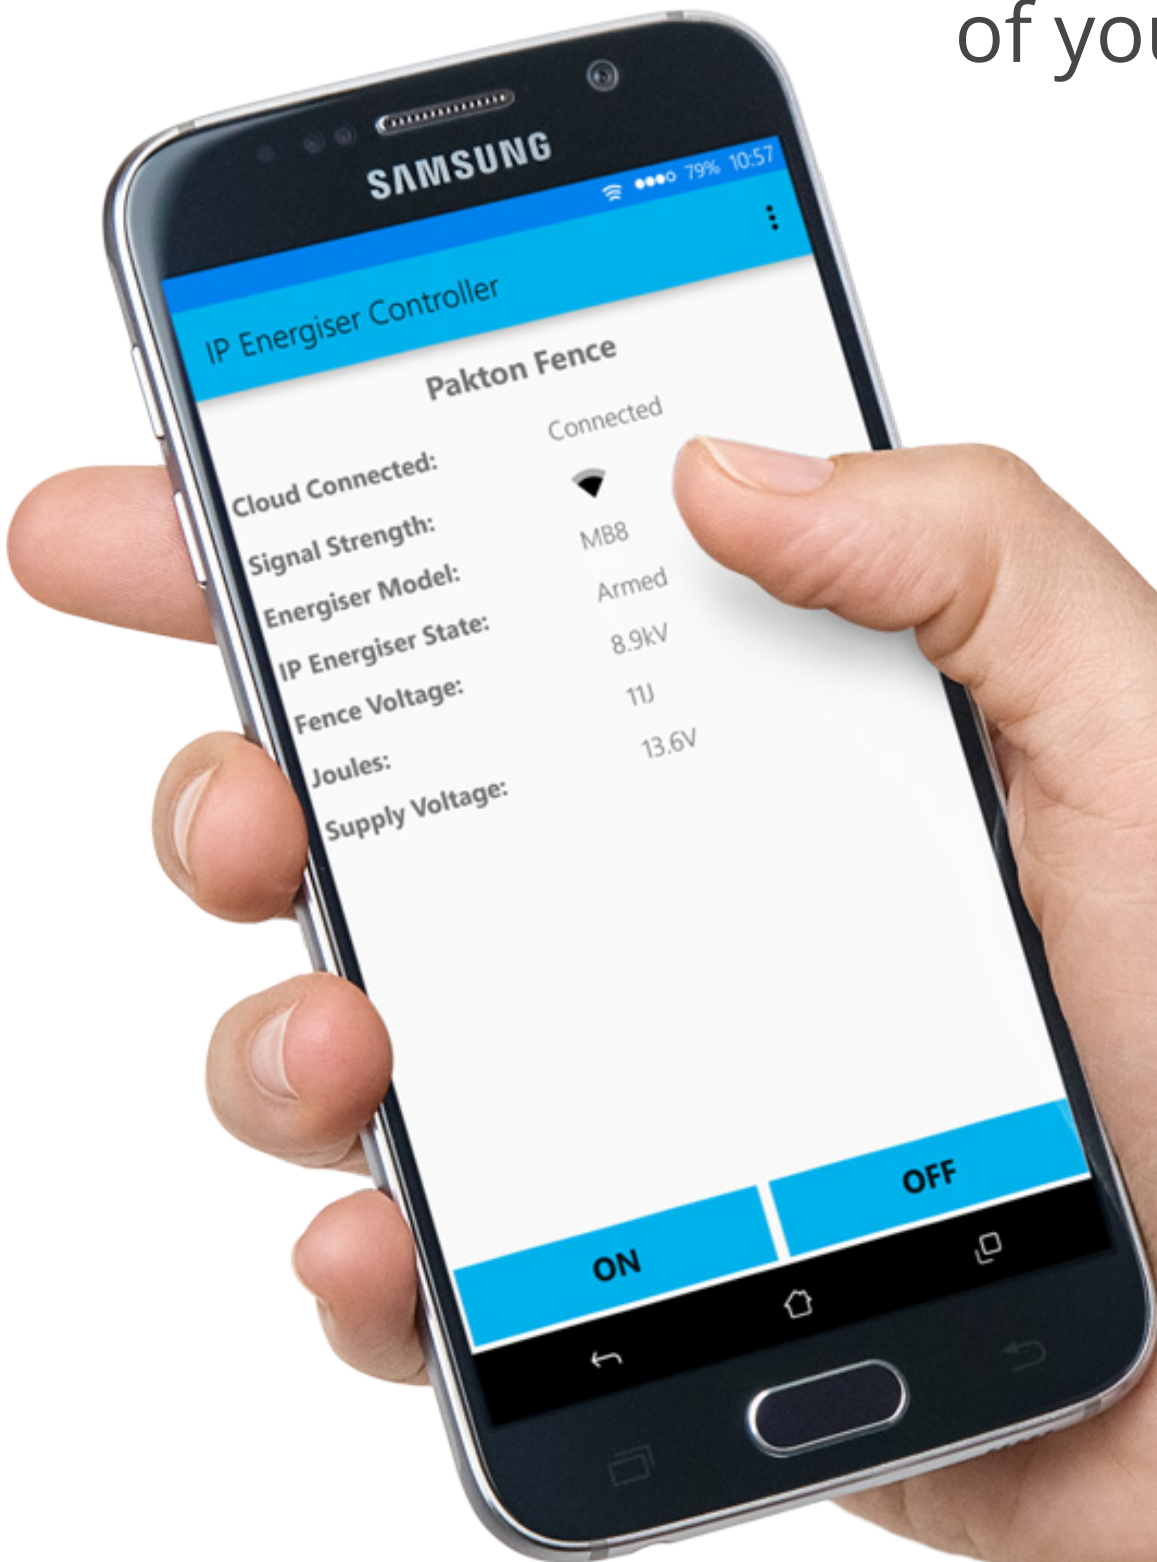 of you
SAMSUNG
79% 10:57
IP Energiser Controller
Pakton Fence
Cloud Connected: Connected
Signal Strength:
Energiser Model: MB8
IP Energiser State: Armed
Fence Voltage: 8.9kV
Joules: 11J
Supply Voltage: 13.6V
ON OFF